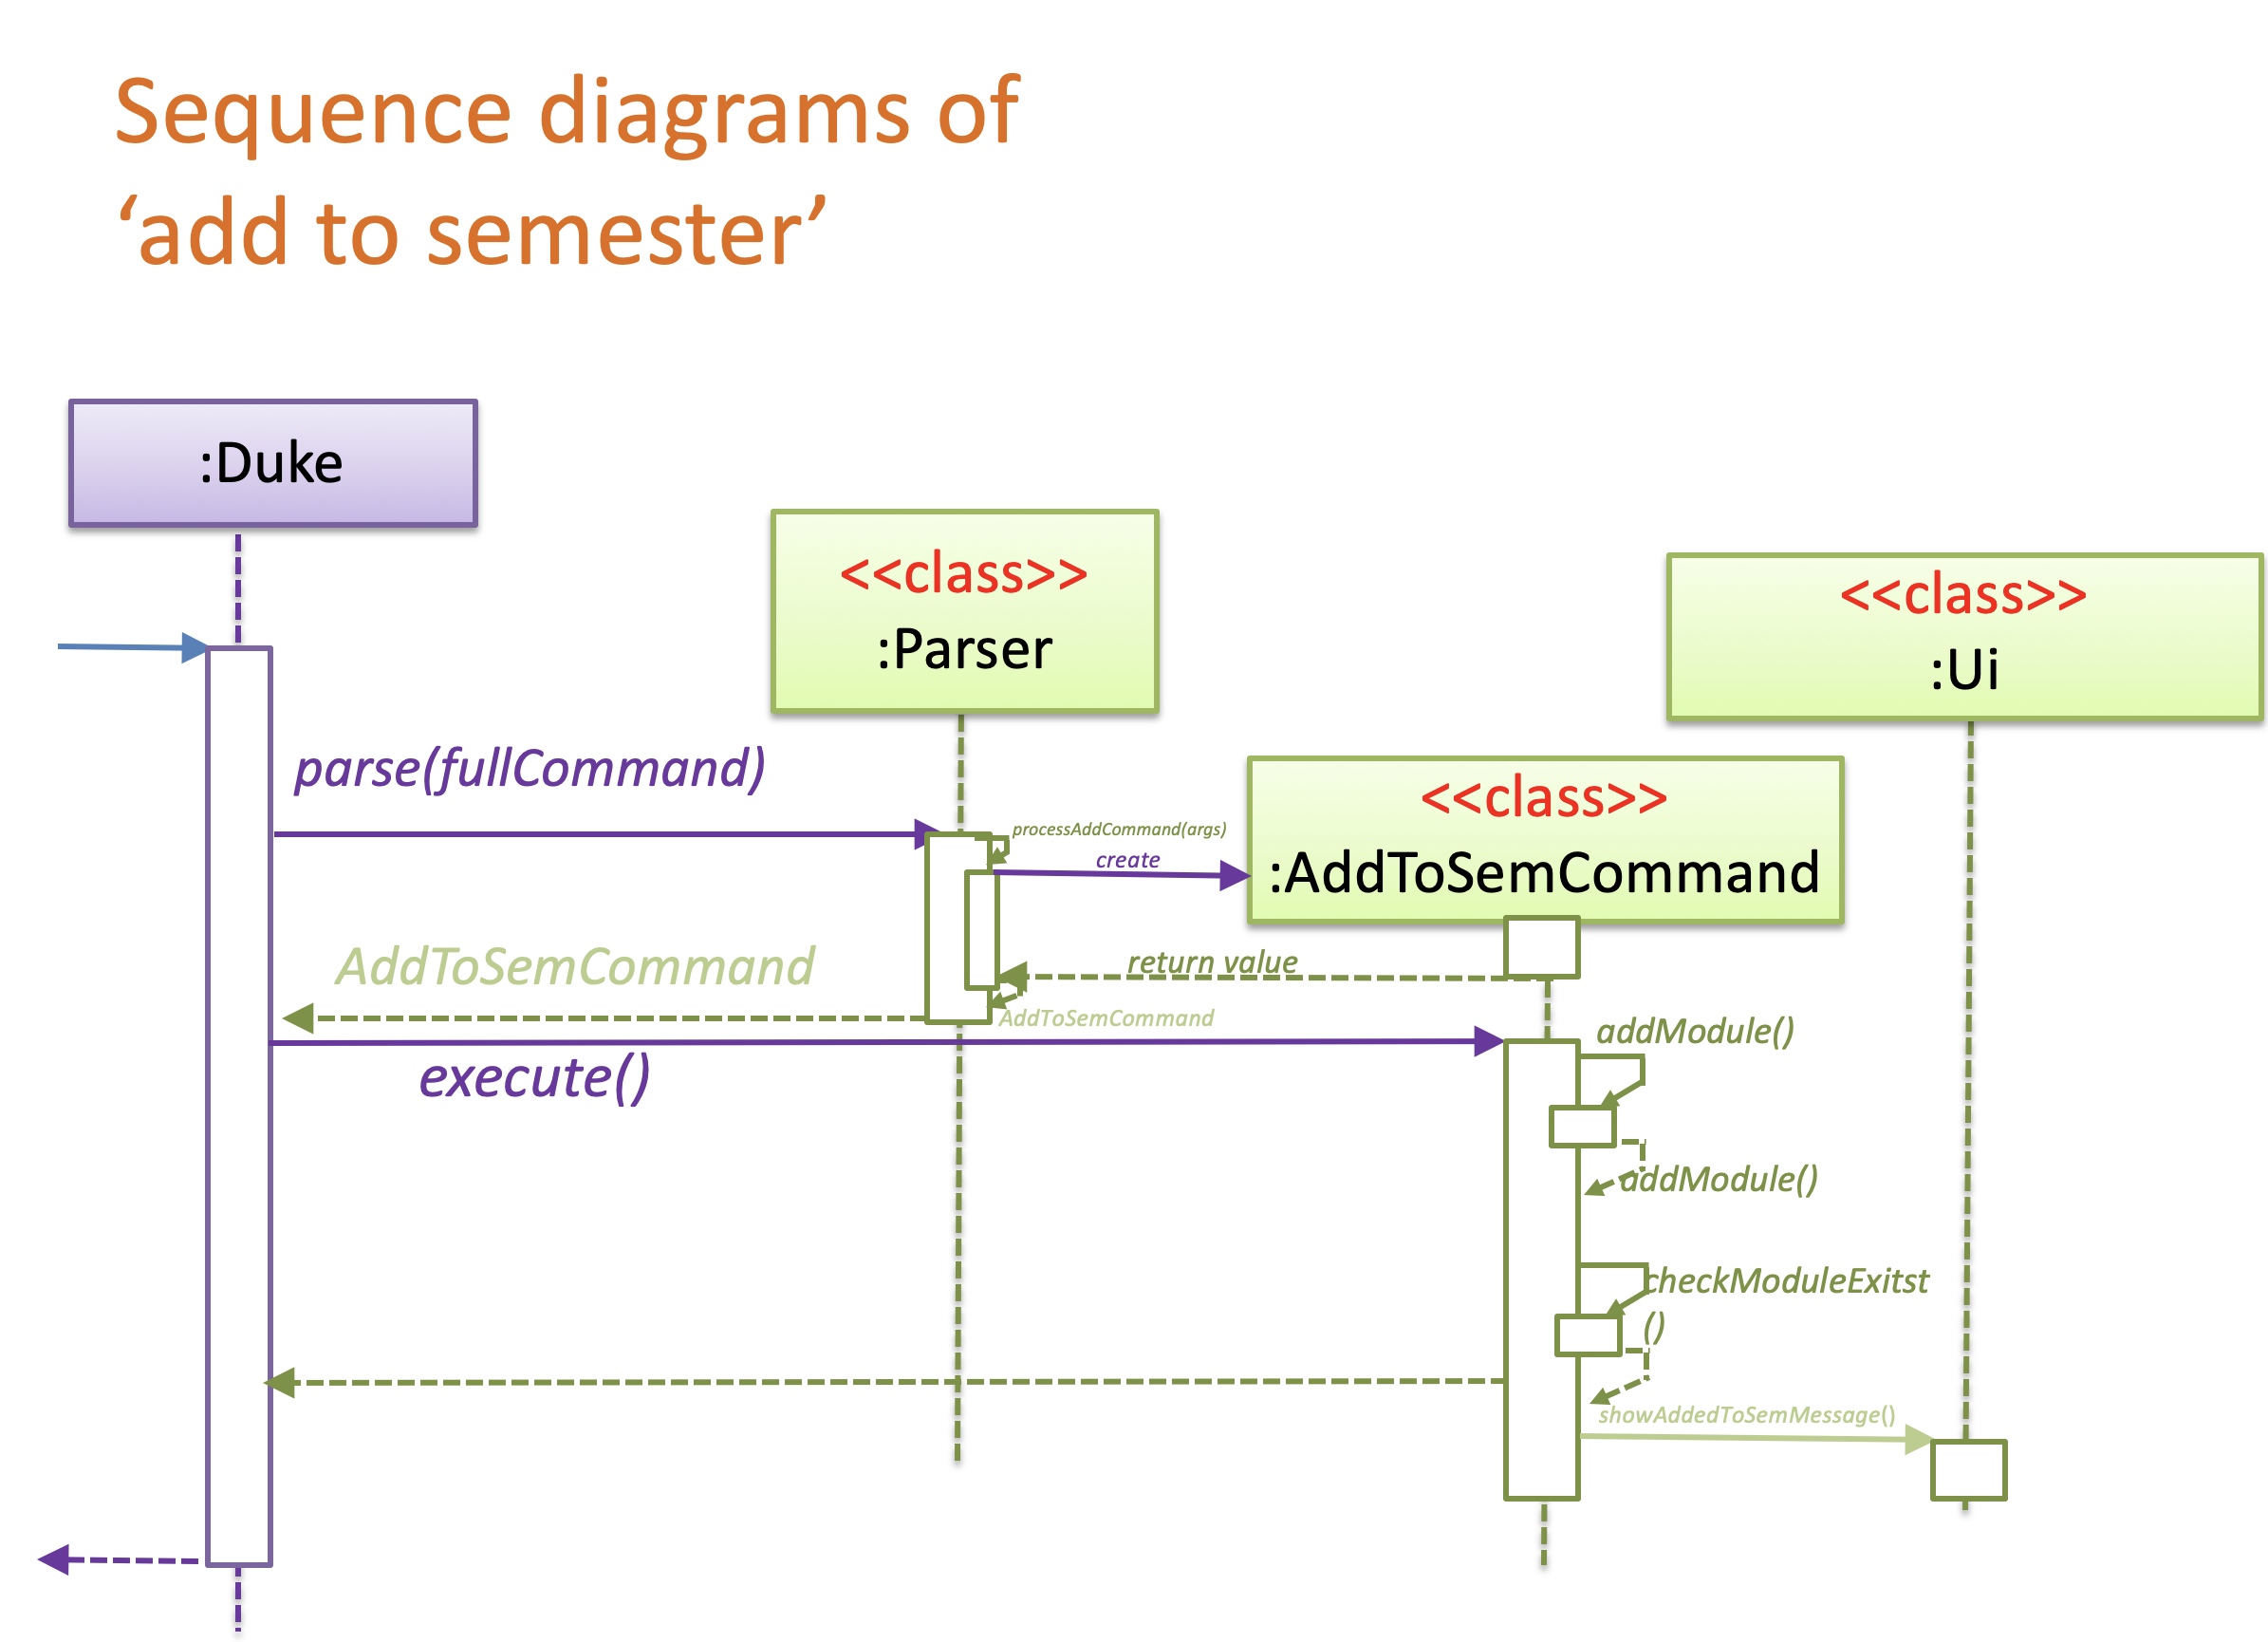 Sequence diagrams of
‘add to semester’
:Duke
<<class>>
:Parser
<<class>>
:Ui
parse(fullCommand)
<<class>>
:AddToSemCommand
processAddCommand(args)
create
AddToSemCommand
return value
AddToSemCommand
addModule()
execute()
addModule()
checkModuleExitst
()
showAddedToSemMessage()